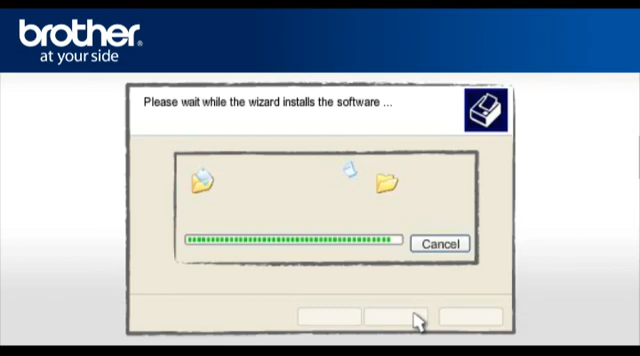 brother.
at your side
Please wait while the wizard installs the software ...
Cancel